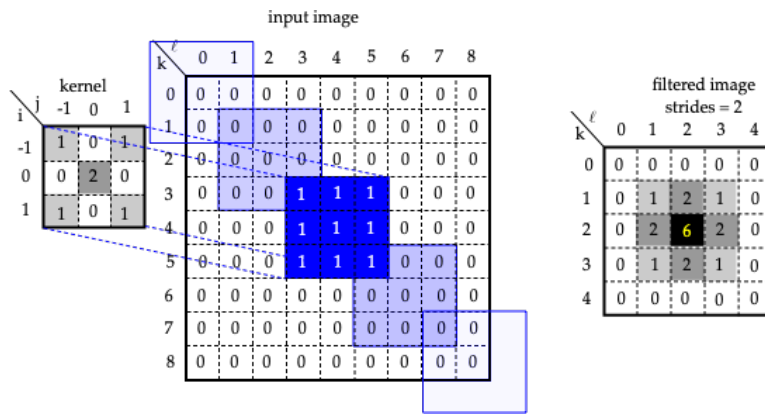 input image
ℓ
k
0 1 2 3 4 5 6 7 8
0 0 0 0 0 0 0 0 0 0
1 0 0 0 0 0 0 0 0 0
2 0 0 0 0 0 0 0 0 0
3 0 0 0 1 1 1 0 0 0
4 0 0 0 1 1 1 0 0 0
5 0 0 0 1 1 1 0 0 0
6 0 0 0 0 0 0 0 0 0
7 0 0 0 0 0 0 0 0 0
8 0 0 0 0 0 0 0 0 0
kernel
j
i
-1 0 1
-1 1 0 1
0 0 2 0
1 1 0 1
filtered image
strides = 2
ℓ
k
0 1 2 3 4
0 0 0 0 0 0
1 0 1 2 1 0
2 0 2 6 2 0
3 0 1 2 1 0
4 0 0 0 0 0